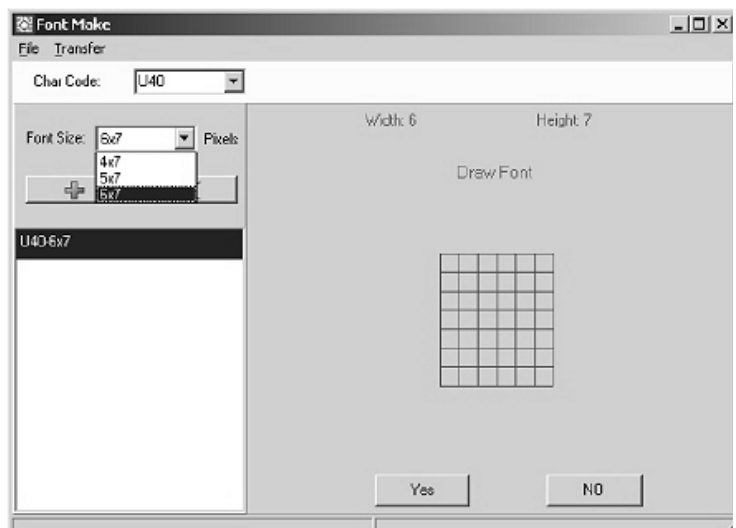 Font Make
File Transfer
Char Code: U40
Font Size: 6x7 Pixels
4x7
5x7
6x7
U40-6x7
Width: 6 Height: 7
Draw Font
Yes NO